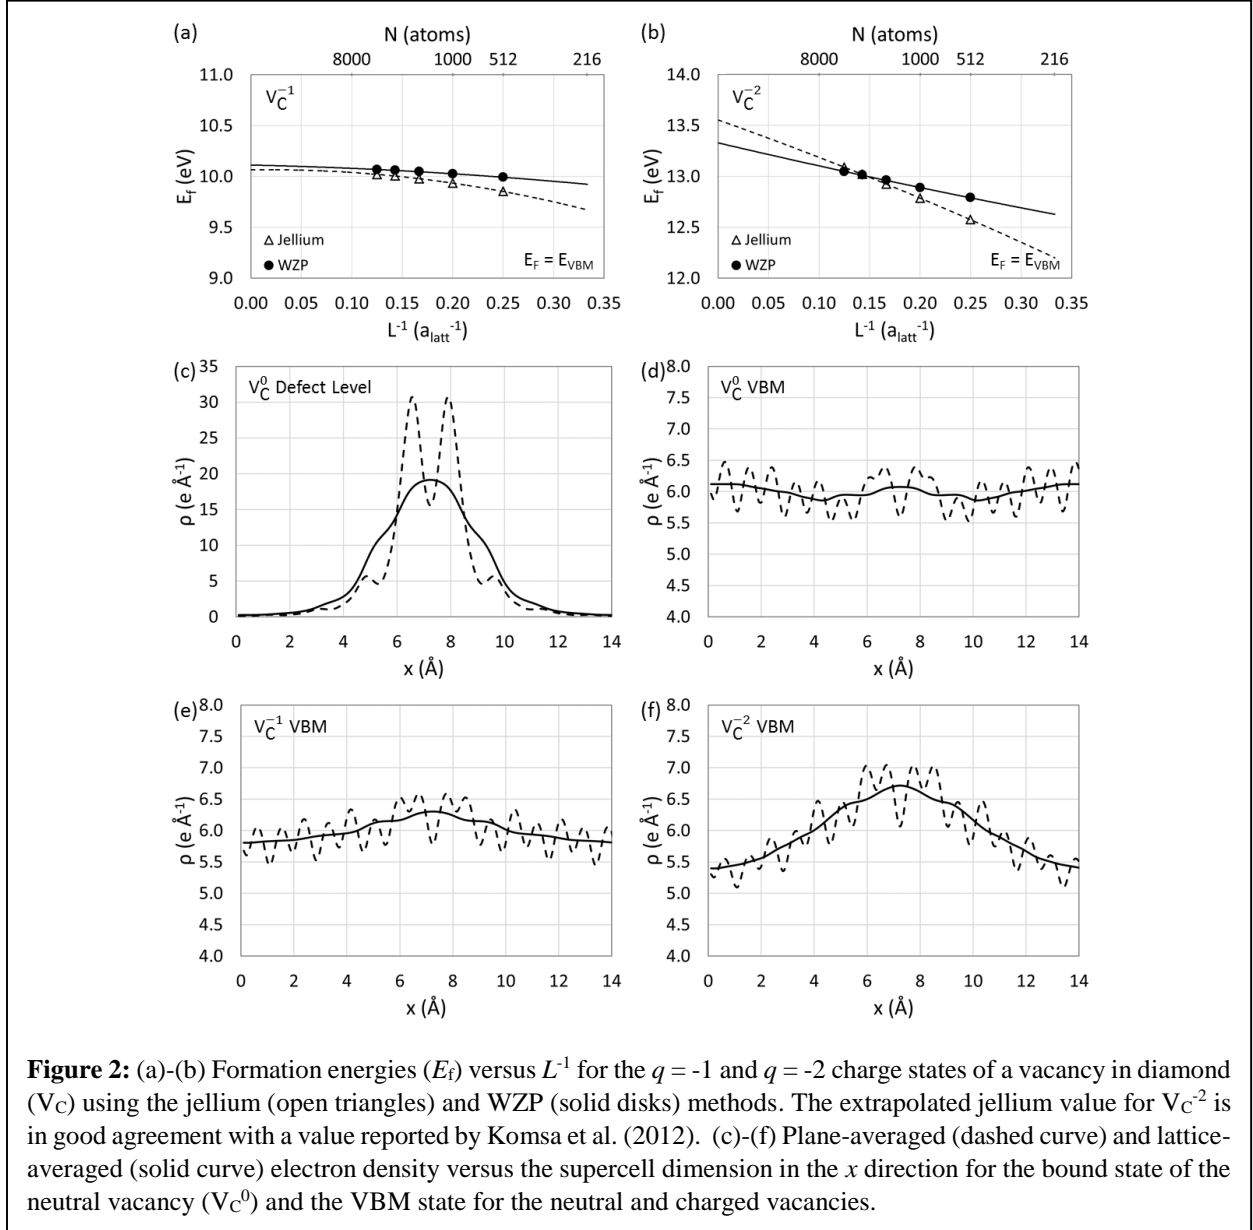 (a)
N (atoms)
8000 1000 512 216
11.0
10.5
10.0
9.5
9.0
E_f (eV)
V_C^−1
△ Jellium
● WZP
E_F = E_VBM
0.00 0.05 0.10 0.15 0.20 0.25 0.30 0.35
L^-1 (a_latt^-1)
(b)
N (atoms)
8000 1000 512 216
14.0
13.5
13.0
12.5
12.0
E_f (eV)
V_C^−2
△ Jellium
● WZP
E_F = E_VBM
0.00 0.05 0.10 0.15 0.20 0.25 0.30 0.35
L^-1 (a_latt^-1)
(c)
35
30
25
20
15
10
5
0
ρ (e Å^-1)
V_C^0 Defect Level
0 2 4 6 8 10 12 14
x (Å)
(d)
8.0
7.5
7.0
6.5
6.0
5.5
5.0
4.5
4.0
ρ (e Å^-1)
V_C^0 VBM
0 2 4 6 8 10 12 14
x (Å)
(e)
8.0
7.5
7.0
6.5
6.0
5.5
5.0
4.5
4.0
ρ (e Å^-1)
V_C^−1 VBM
0 2 4 6 8 10 12 14
x (Å)
(f)
8.0
7.5
7.0
6.5
6.0
5.5
5.0
4.5
4.0
ρ (e Å^-1)
V_C^−2 VBM
0 2 4 6 8 10 12 14
x (Å)
Figure 2: (a)-(b) Formation energies (E_f) versus L^-1 for the q = -1 and q = -2 charge states of a vacancy in diamond
(V_C) using the jellium (open triangles) and WZP (solid disks) methods. The extrapolated jellium value for V_C^-2 is
in good agreement with a value reported by Komsa et al. (2012). (c)-(f) Plane-averaged (dashed curve) and lattice-
averaged (solid curve) electron density versus the supercell dimension in the x direction for the bound state of the
neutral vacancy (V_C^0) and the VBM state for the neutral and charged vacancies.